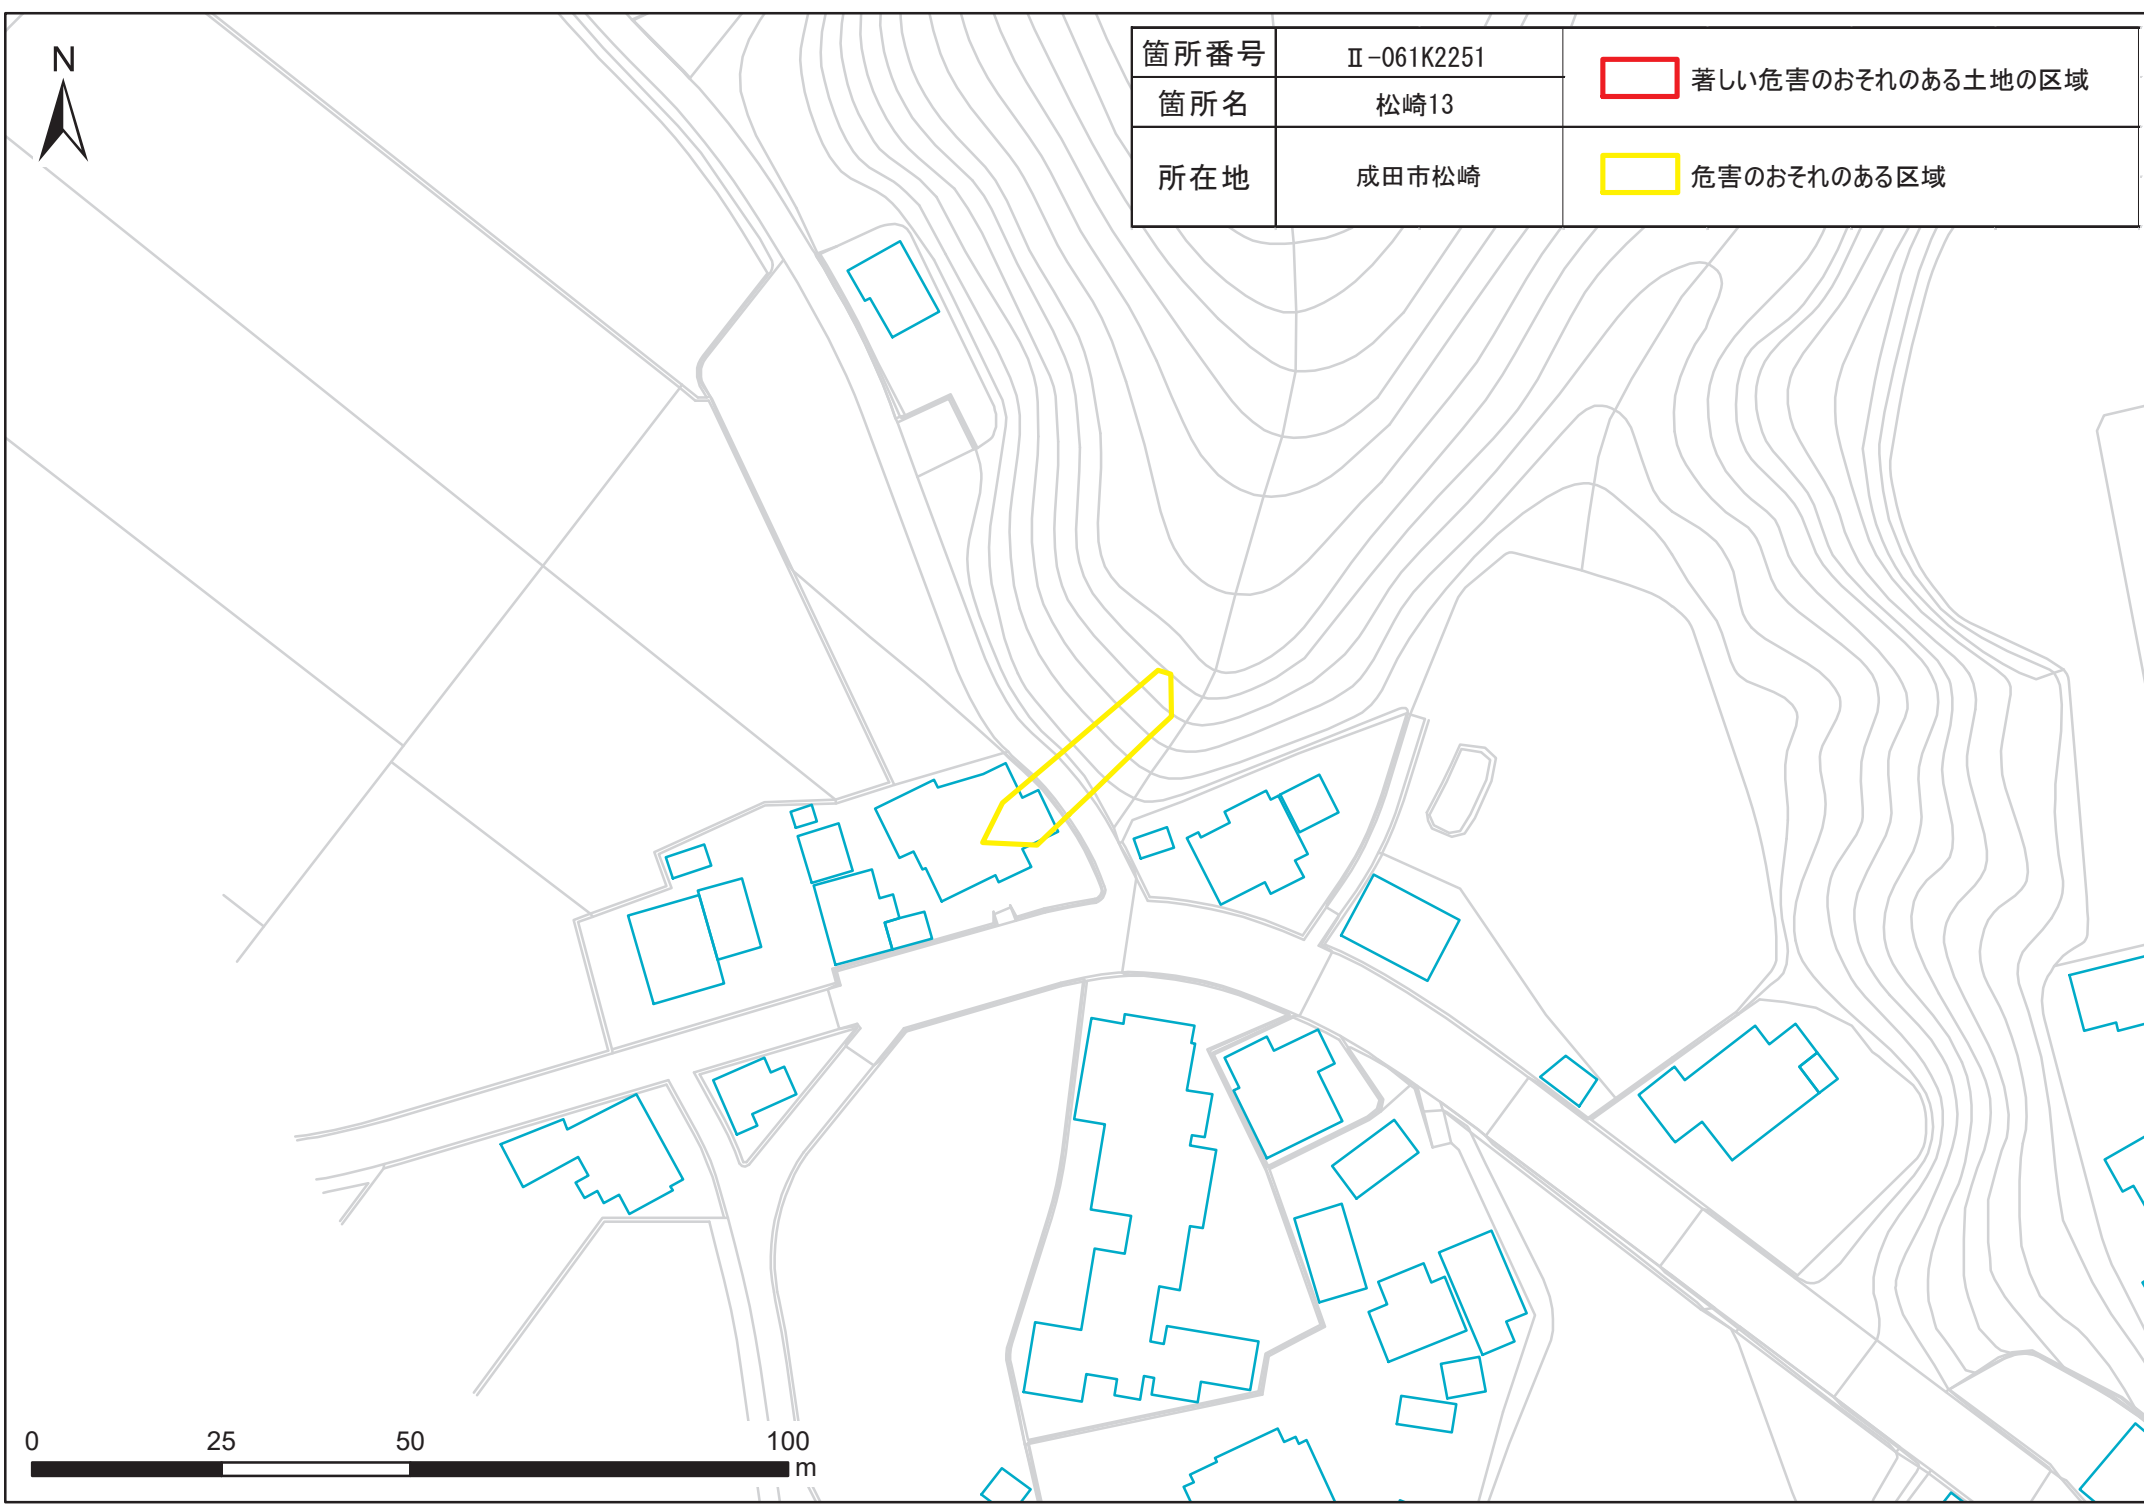 N
箇所番号 Ⅱ-061K2251
箇所名 松崎13
所在地 成田市松崎
著しい危害のおそれのある土地の区域
危害のおそれのある区域
0 25 50 100
m